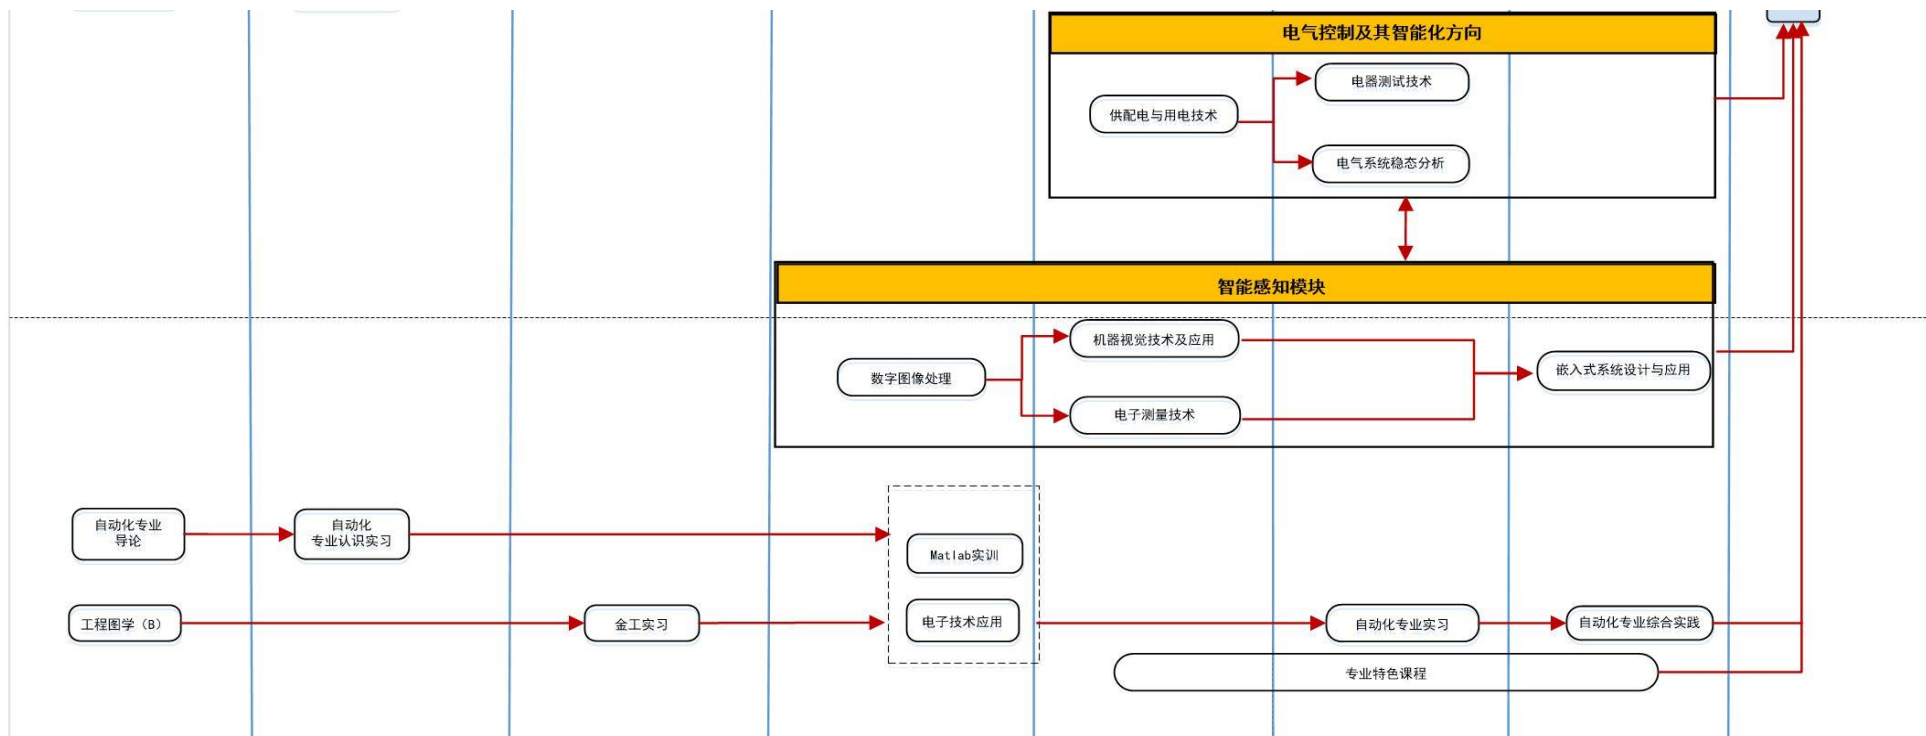 电气控制及其智能化方向
电器测试技术
供配电与用电技术
电气系统稳态分析
智能感知模块
机器视觉技术及应用
数字图像处理
嵌入式系统设计与应用
电子测量技术
自动化专业
导论
自动化
专业认识实习
Matlab实训
工程图学（B）
金工实习
电子技术应用
自动化专业实习
自动化专业综合实践
专业特色课程